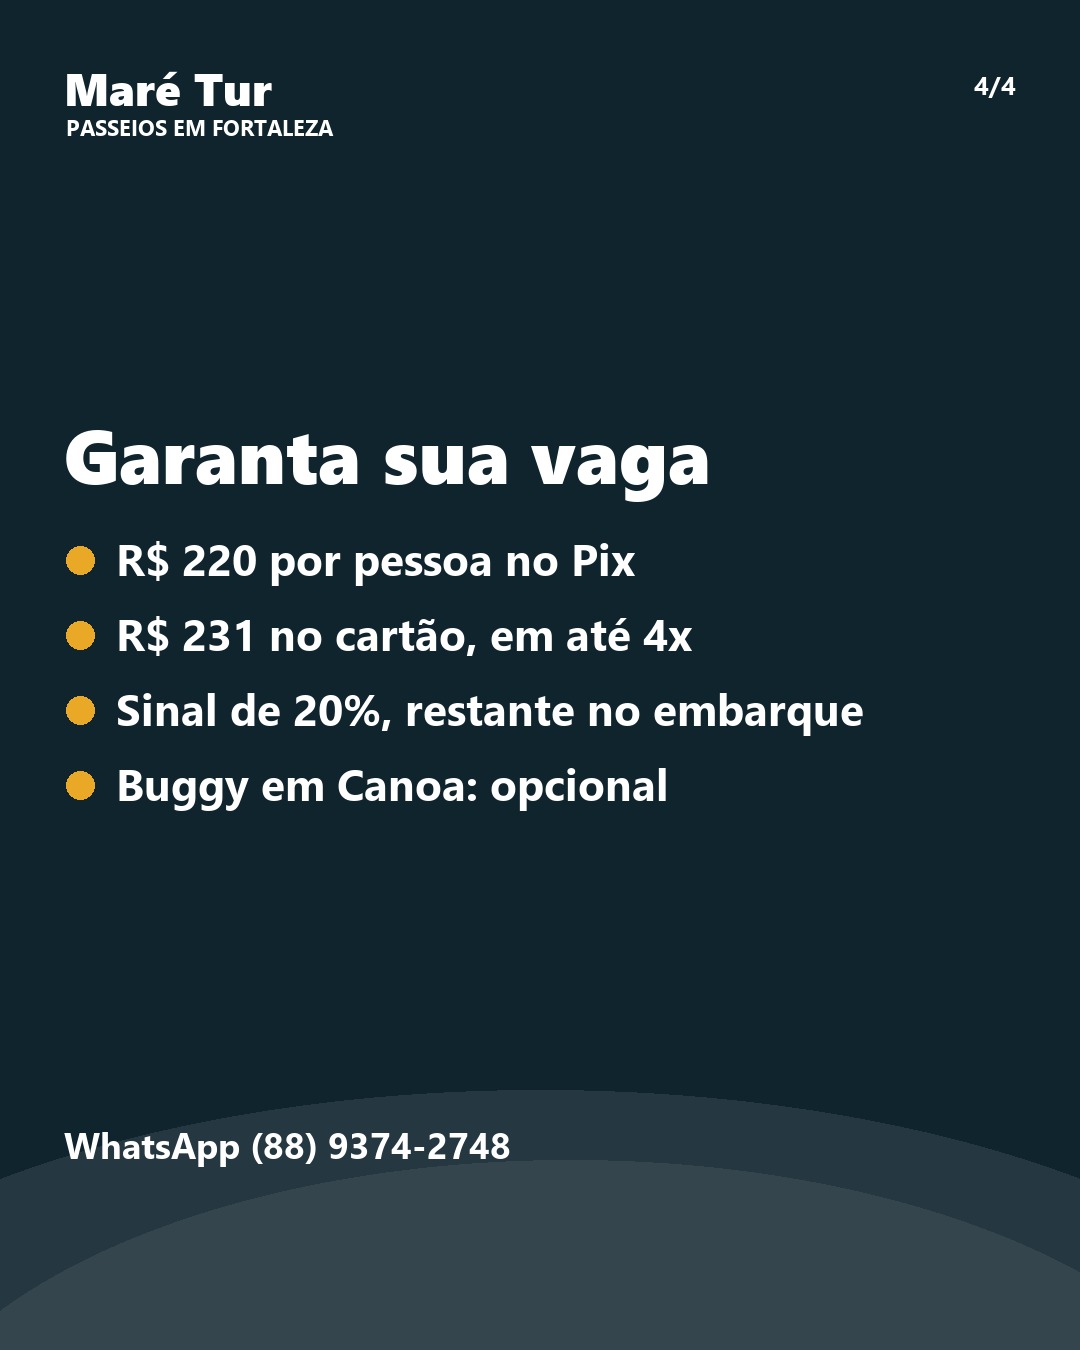 Maré Tur
PASSEIOS EM FORTALEZA
4/4
Garanta sua vaga
R$ 220 por pessoa no Pix
R$ 231 no cartão, em até 4x
Sinal de 20%, restante no embarque
Buggy em Canoa: opcional
WhatsApp (88) 9374-2748